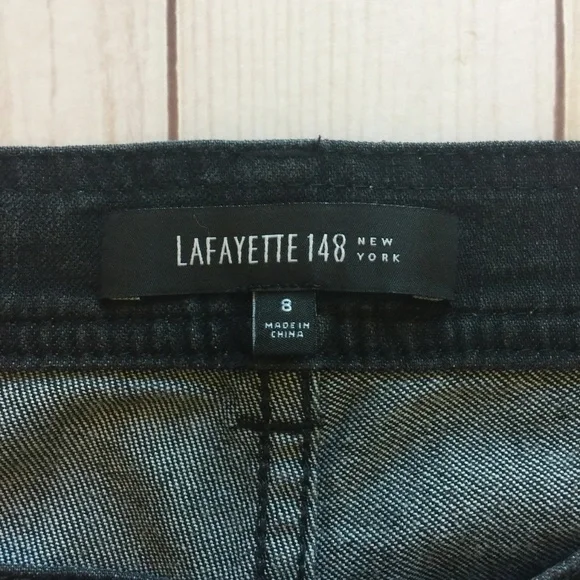 LAFAYETTE 148 NEW YORK
8
MADE IN
CHINA